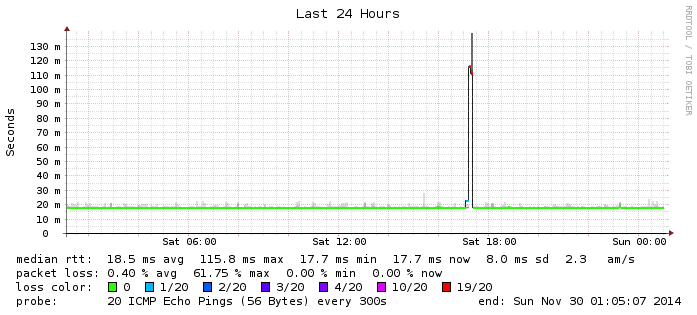 Last 24 Hours
RRDTOOL / TOBI OETIKER
Seconds
130 m
120 m
110 m
100 m
90 m
80 m
70 m
60 m
50 m
40 m
30 m
20 m
10 m
0
Sat 06:00 Sat 12:00 Sat 18:00 Sun 00:00
median rtt: 18.5 ms avg 115.8 ms max 17.7 ms min 17.7 ms now 8.0 ms sd 2.3 am/s
packet loss: 0.40 % avg 61.75 % max 0.00 % min 0.00 % now
loss color: 0 1/20 2/20 3/20 4/20 10/20 19/20
probe: 20 ICMP Echo Pings (56 Bytes) every 300s end: Sun Nov 30 01:05:07 2014